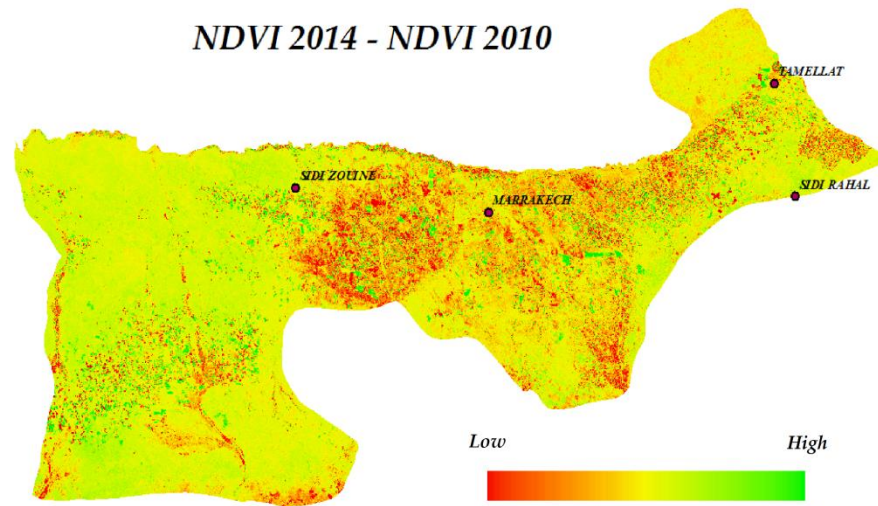 NDVI 2014 - NDVI 2010
TAMELLAT
SIDI ZOUINE
SIDI RAHAL
MARRAKECH
Low
High